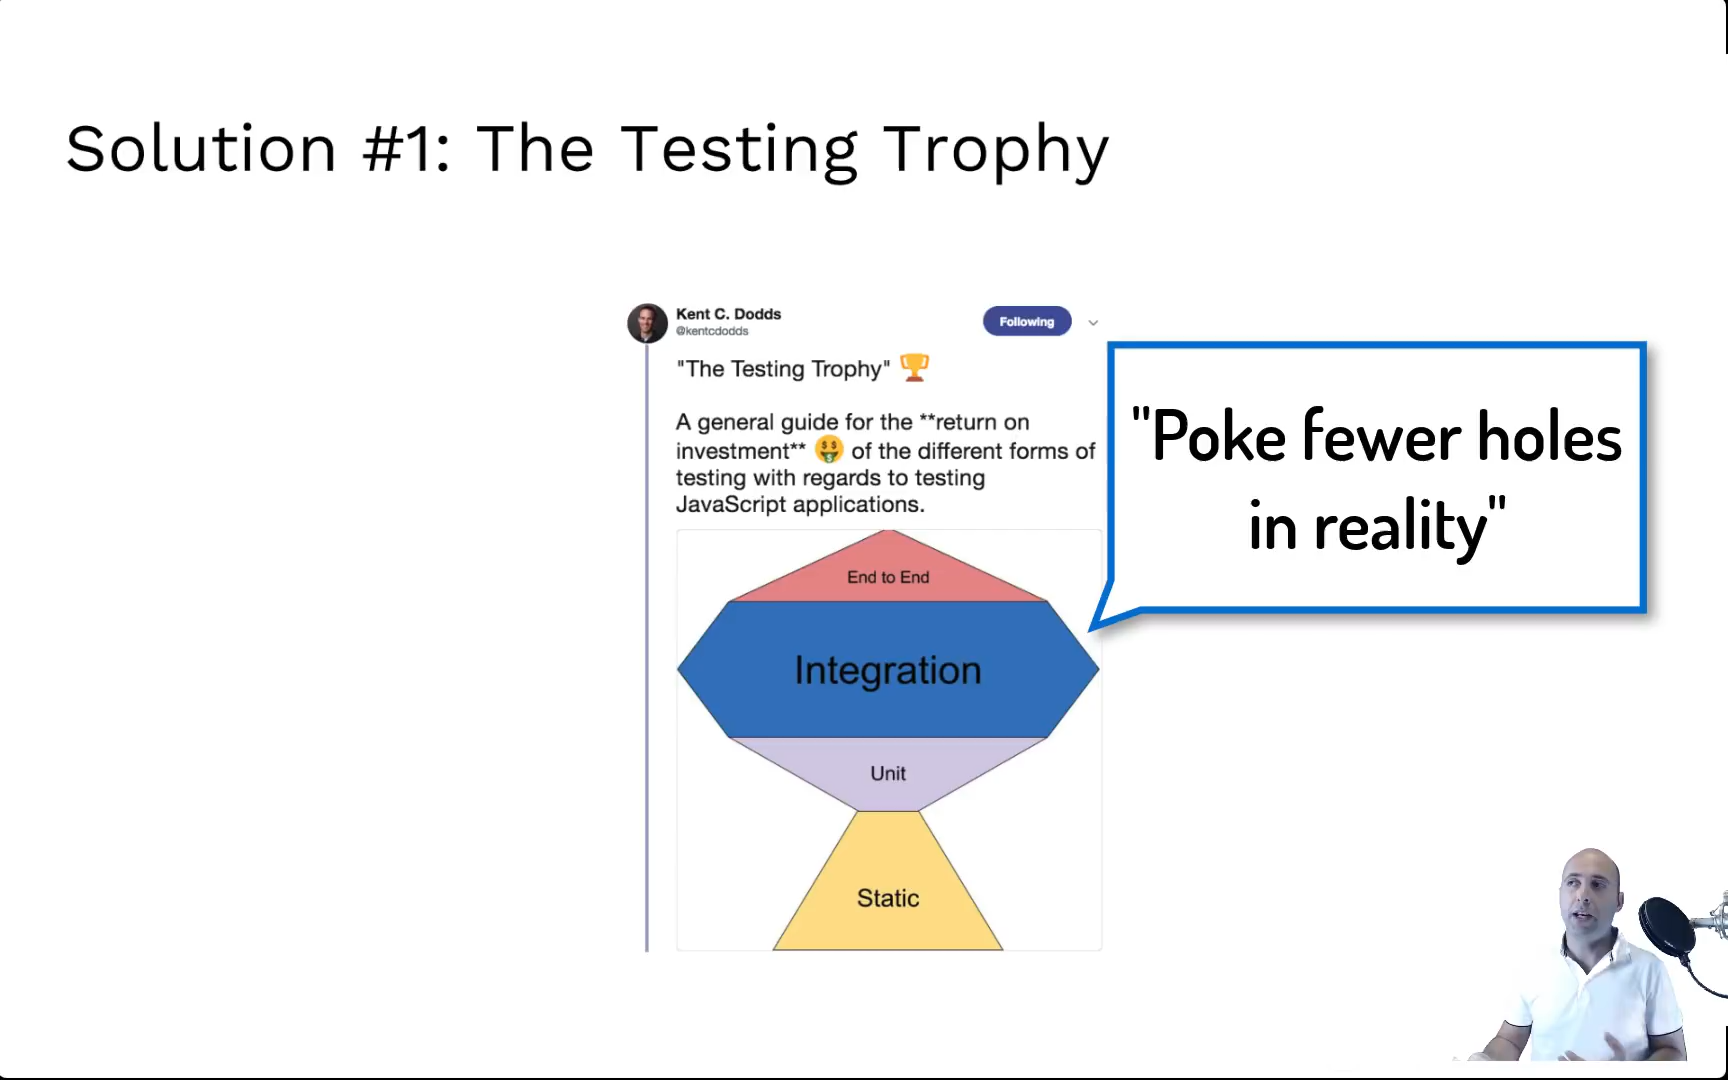 Solution #1: The Testing Trophy
Kent C. Dodds
@kentcdodds
Following
"The Testing Trophy" 🏆
A general guide for the **return on
investment** 🤑 of the different forms of
testing with regards to testing
JavaScript applications.
"Poke fewer holes
in reality"
End to End
Integration
Unit
Static